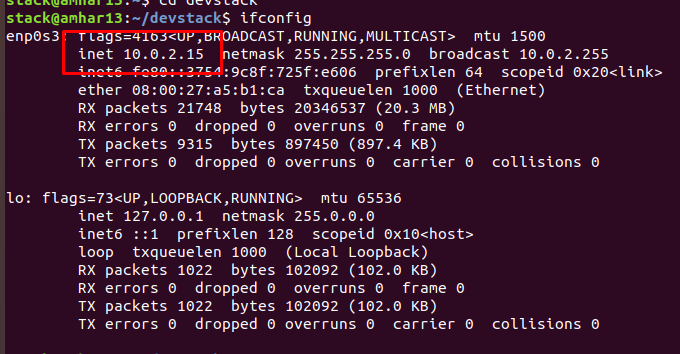 stack@amhar13:~$ cd devstack
stack@amhar13:~/devstack$ ifconfig
enp0s3: flags=4163<UP,BROADCAST,RUNNING,MULTICAST>  mtu 1500
        inet 10.0.2.15  netmask 255.255.255.0  broadcast 10.0.2.255
        inet6 fe80::3754:9c8f:725f:e606  prefixlen 64  scopeid 0x20<link>
        ether 08:00:27:a5:b1:ca  txqueuelen 1000  (Ethernet)
        RX packets 21748  bytes 20346537 (20.3 MB)
        RX errors 0  dropped 0  overruns 0  frame 0
        TX packets 9315  bytes 897450 (897.4 KB)
        TX errors 0  dropped 0 overruns 0  carrier 0  collisions 0

lo: flags=73<UP,LOOPBACK,RUNNING>  mtu 65536
        inet 127.0.0.1  netmask 255.0.0.0
        inet6 ::1  prefixlen 128  scopeid 0x10<host>
        loop  txqueuelen 1000  (Local Loopback)
        RX packets 1022  bytes 102092 (102.0 KB)
        RX errors 0  dropped 0  overruns 0  frame 0
        TX packets 1022  bytes 102092 (102.0 KB)
        TX errors 0  dropped 0 overruns 0  carrier 0  collisions 0